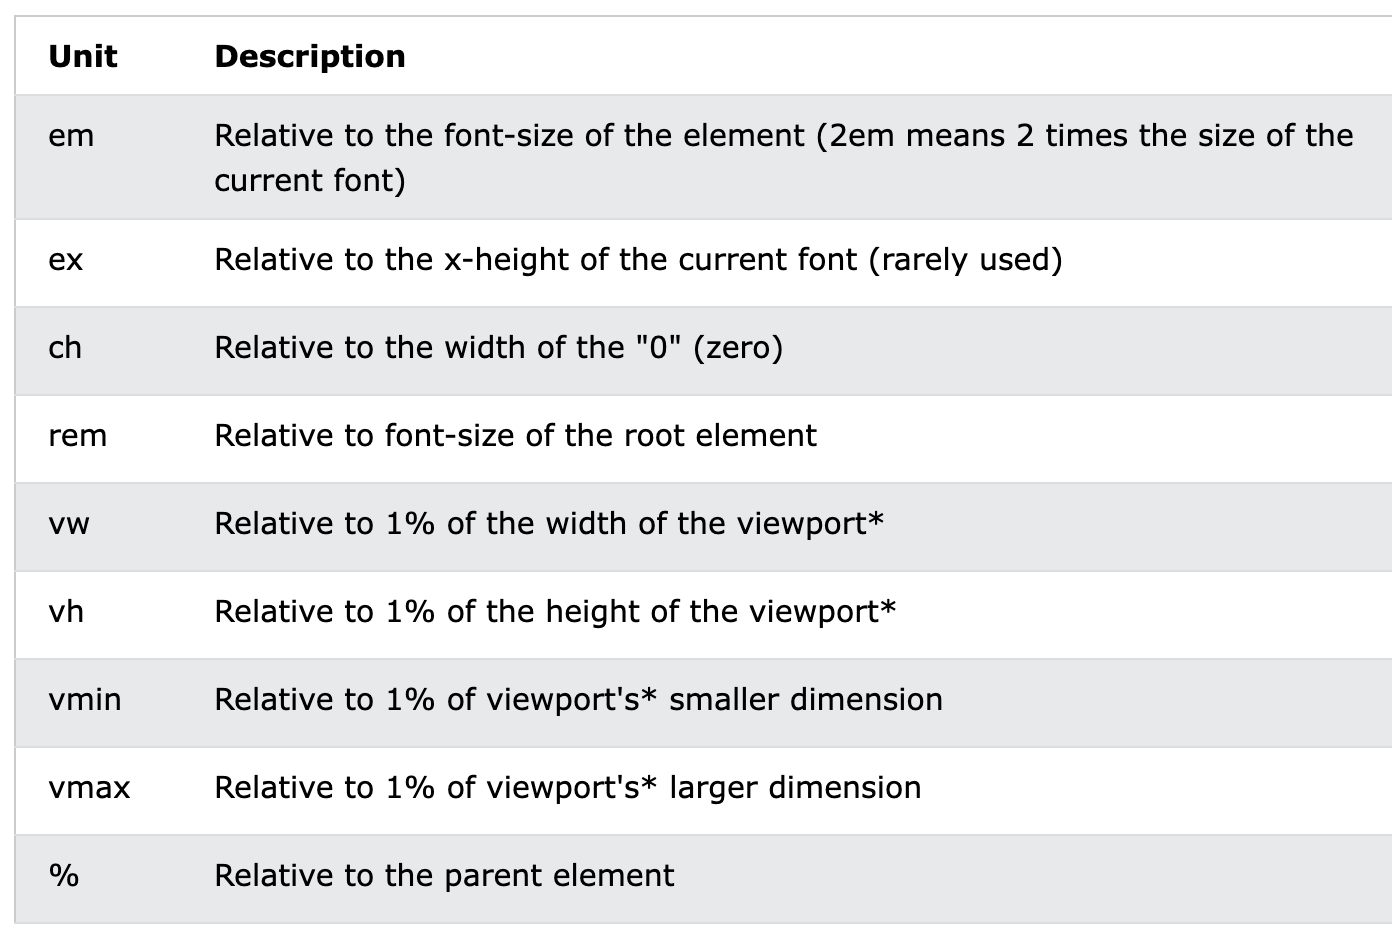 Unit Description
em Relative to the font-size of the element (2em means 2 times the size of the
current font)
ex Relative to the x-height of the current font (rarely used)
ch Relative to the width of the "0" (zero)
rem Relative to font-size of the root element
vw Relative to 1% of the width of the viewport*
vh Relative to 1% of the height of the viewport*
vmin Relative to 1% of viewport's* smaller dimension
vmax Relative to 1% of viewport's* larger dimension
% Relative to the parent element